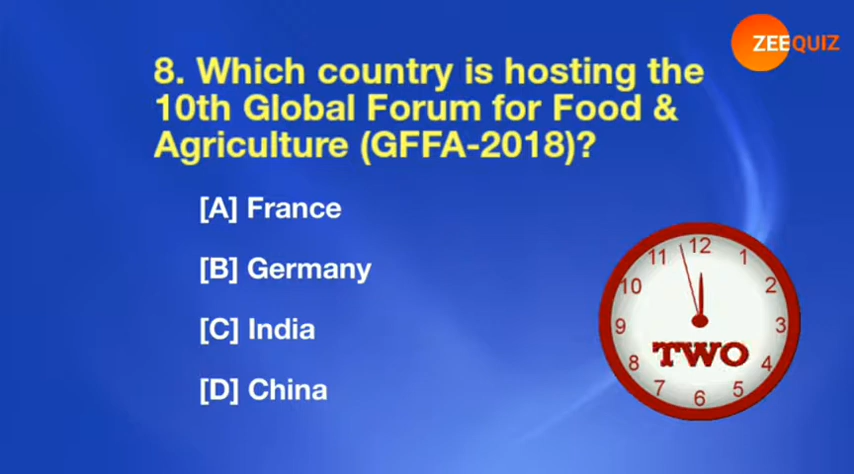 ZEEQUIZ
8. Which country is hosting the
10th Global Forum for Food &
Agriculture (GFFA-2018)?
[A] France
[B] Germany
[C] India
[D] China
12
11
1
10
2
9
3
TWO
8
4
7
5
6